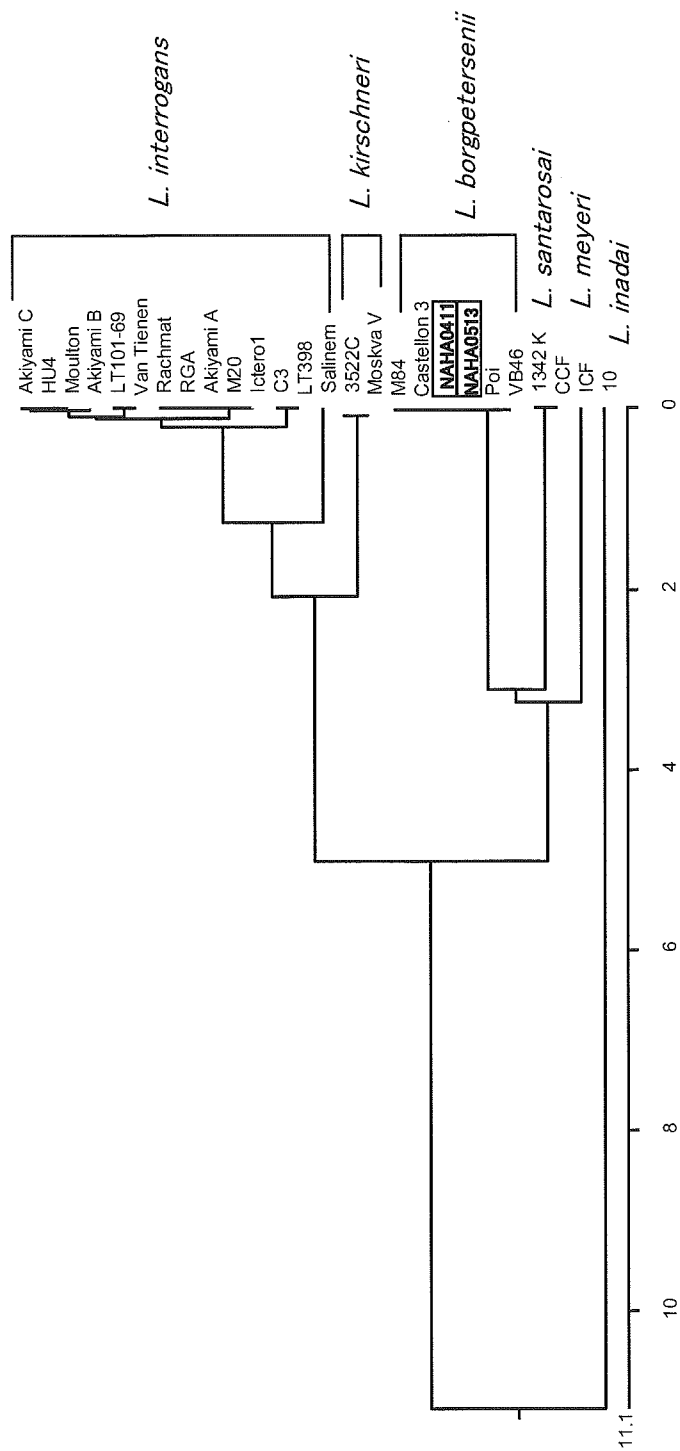 Akiyami C
HU4
Moulton
Akiyami B
LT101-69
Van Tienen
Rachmat
RGA
Akiyami A
M20
Ictero1
C3
LT398
Salinem
3522C
Moskva V
M84
Castellon 3
NAHA0411
NAHA0513
Poi
VB46
1342 K
CCF
ICF
10
L. interrogans
L. kirschneri
L. borgpetersenii
L. santarosai
L. meyeri
L. inadai
11.1
10
8
6
4
2
0